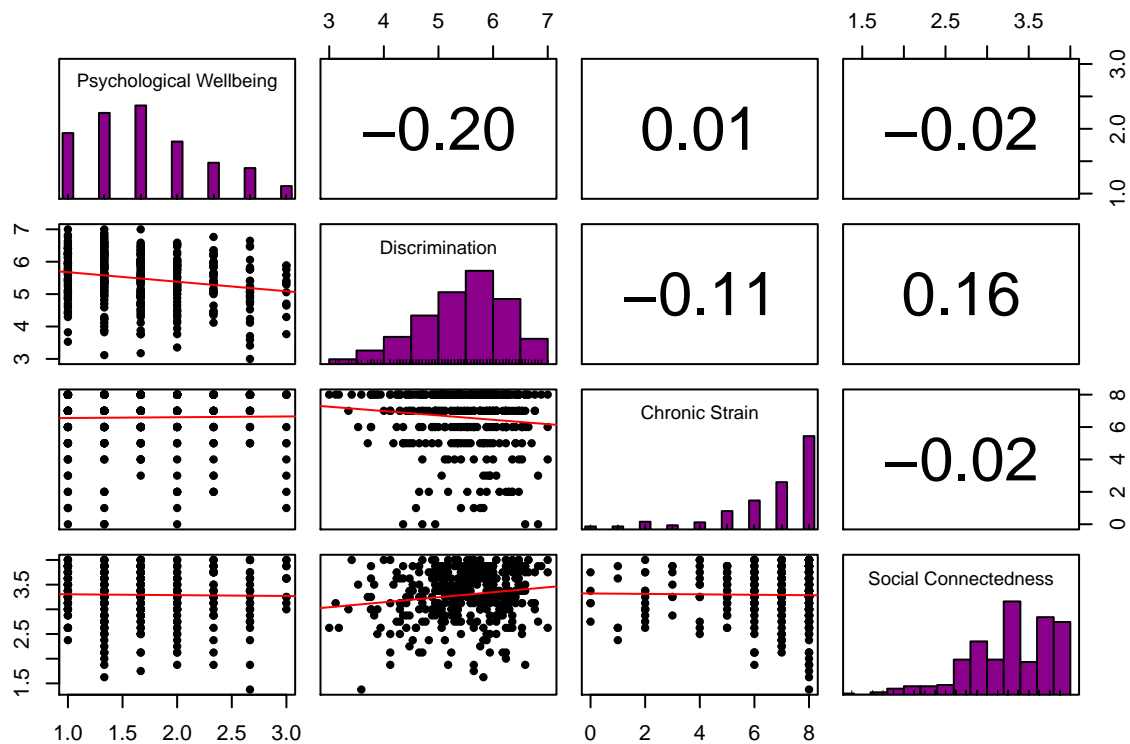 3 4 5 6 7
1.5 2.5 3.5
Psychological Wellbeing
−0.20
0.01
−0.02
1.0 2.0 3.0
3 4 5 6 7
Discrimination
−0.11
0.16
Chronic Strain
−0.02
0 2 4 6 8
1.5 2.5 3.5
Social Connectedness
1.0 1.5 2.0 2.5 3.0
0 2 4 6 8